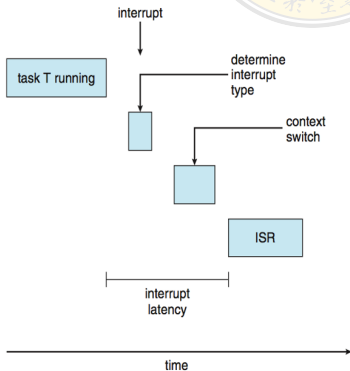 interrupt
task T running
determine
interrupt
type
context
switch
ISR
interrupt
latency
time